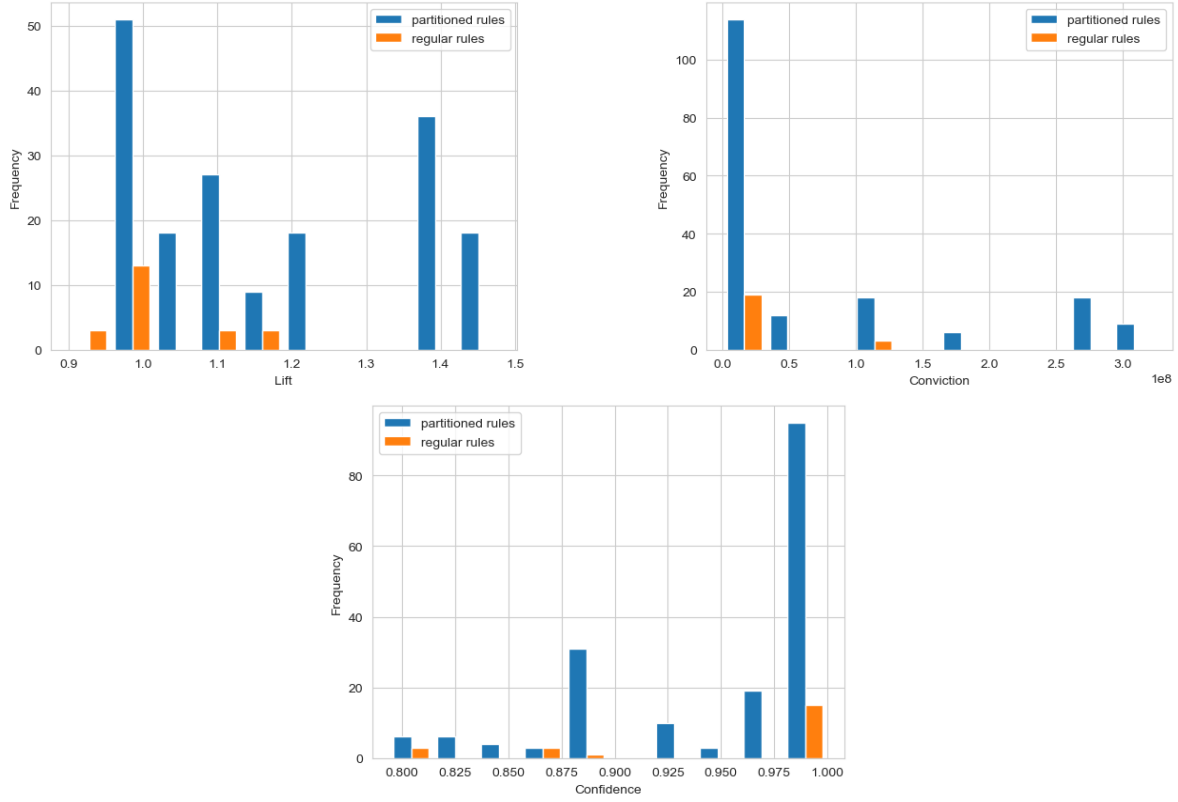 partitioned rules
regular rules
50
40
30
20
10
0
Frequency
0.9 1.0 1.1 1.2 1.3 1.4 1.5
Lift
partitioned rules
regular rules
100
80
60
40
20
0
Frequency
0.0 0.5 1.0 1.5 2.0 2.5 3.0
1e8
Conviction
partitioned rules
regular rules
80
60
40
20
0
Frequency
0.800 0.825 0.850 0.875 0.900 0.925 0.950 0.975 1.000
Confidence